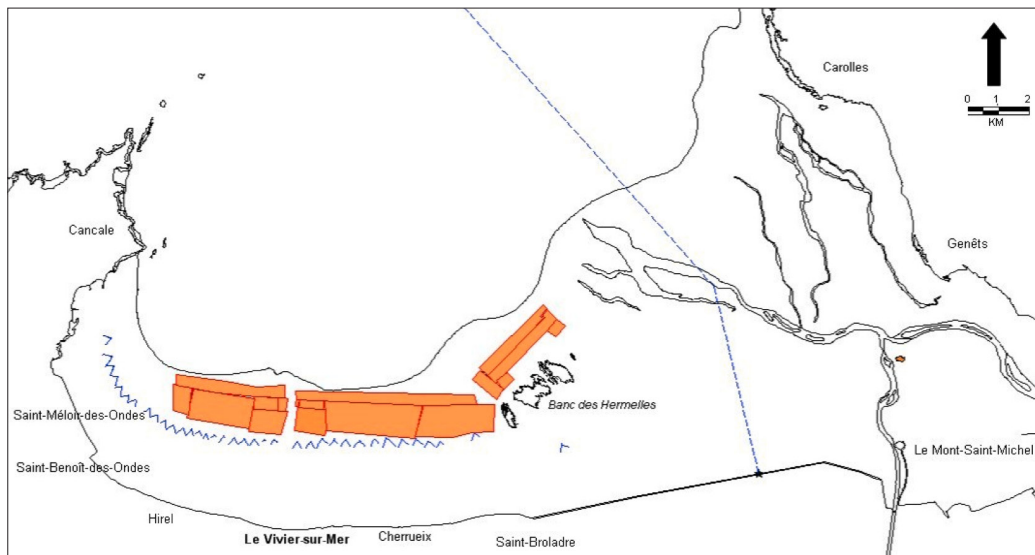 Carolles
0 1 2
KM
Cancale
Genêts
Saint-Méloir-des-Ondes
Banc des Hermelles
Le Mont-Saint-Michel
Saint-Benoît-des-Ondes
Hirel
Le Vivier-sur-Mer
Cherrueix
Saint-Broladre